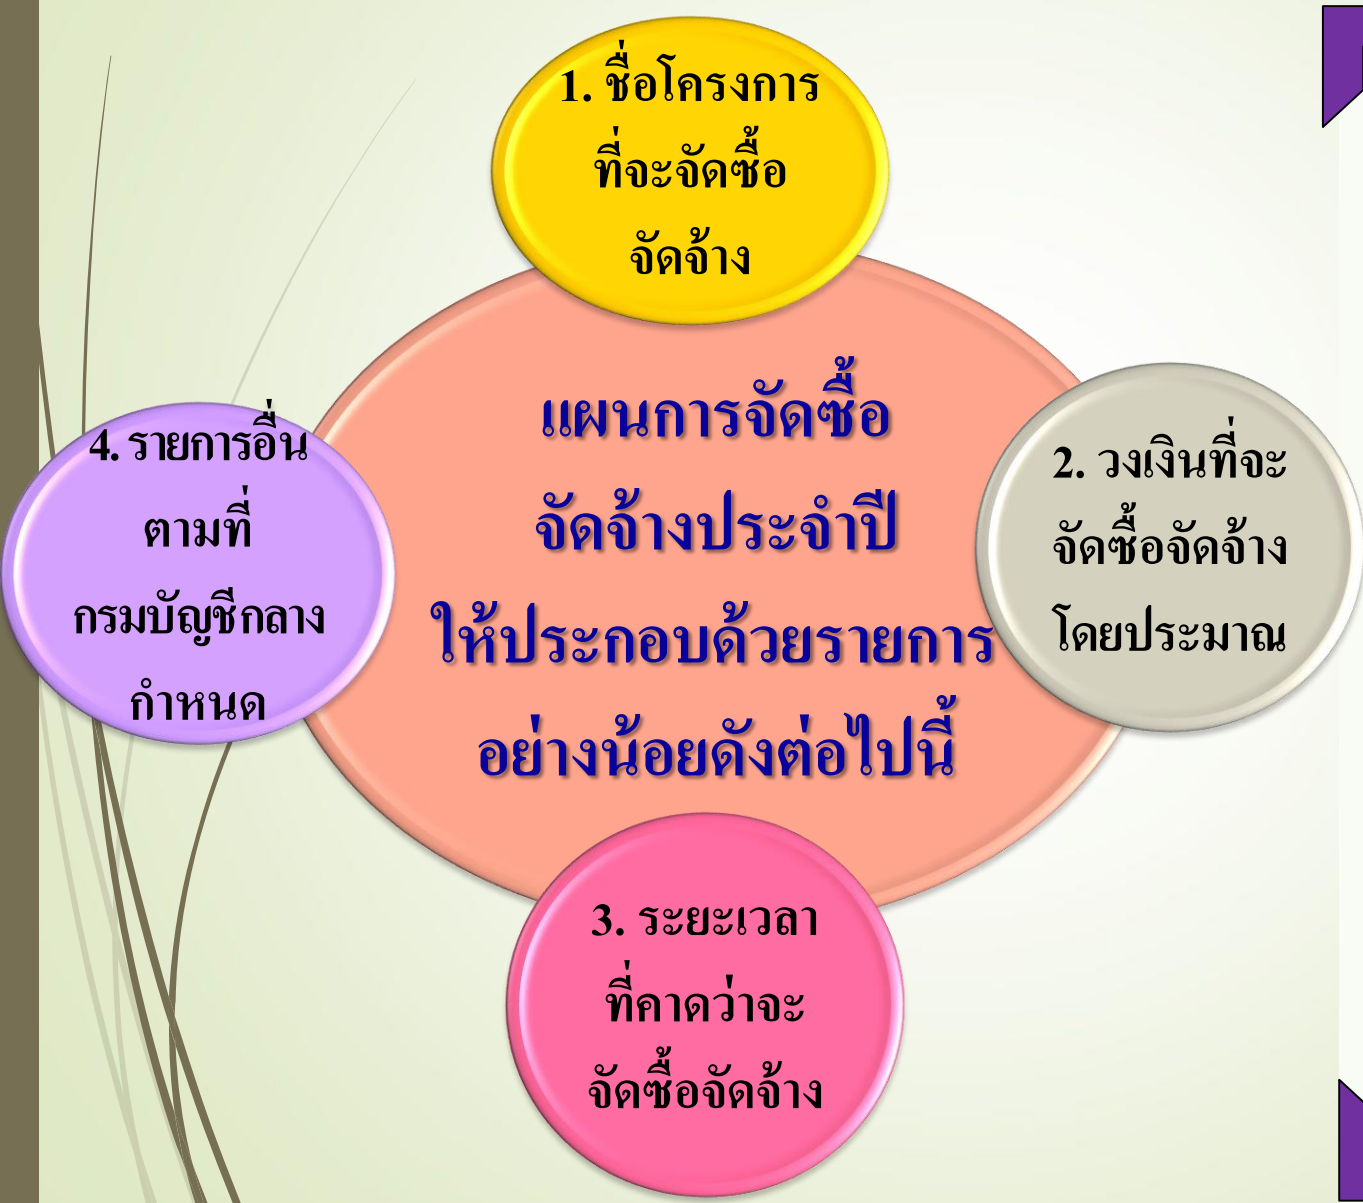 1. ชื่อโครงการ
ที่จะจัดซื้อ
จัดจ้าง
แผนการจัดซื้อ
จัดจ้างประจำปี
ให้ประกอบด้วยรายการ
อย่างน้อยดังต่อไปนี้
2. วงเงินที่จะ
จัดซื้อจัดจ้าง
โดยประมาณ
3. ระยะเวลา
ที่คาดว่าจะ
จัดซื้อจัดจ้าง
4. รายการอื่น
ตามที่
กรมบัญชีกลาง
กำหนด